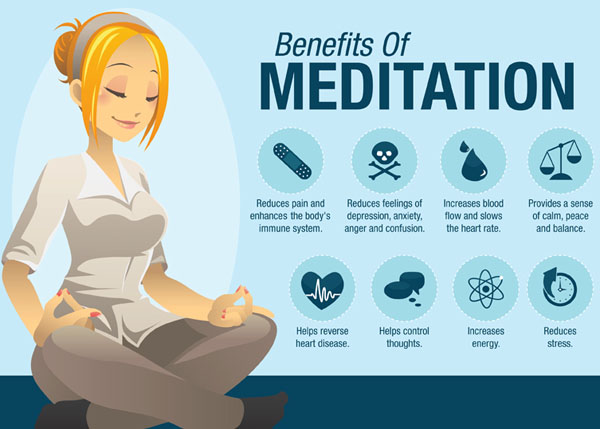 Benefits Of
MEDITATION
Reduces pain and
enhances the body's
immune system.
Reduces feelings of
depression, anxiety,
anger and confusion.
Increases blood
flow and slows
the heart rate.
Provides a sense
of calm, peace
and balance.
Helps reverse
heart disease.
Helps control
thoughts.
Increases
energy.
Reduces
stress.